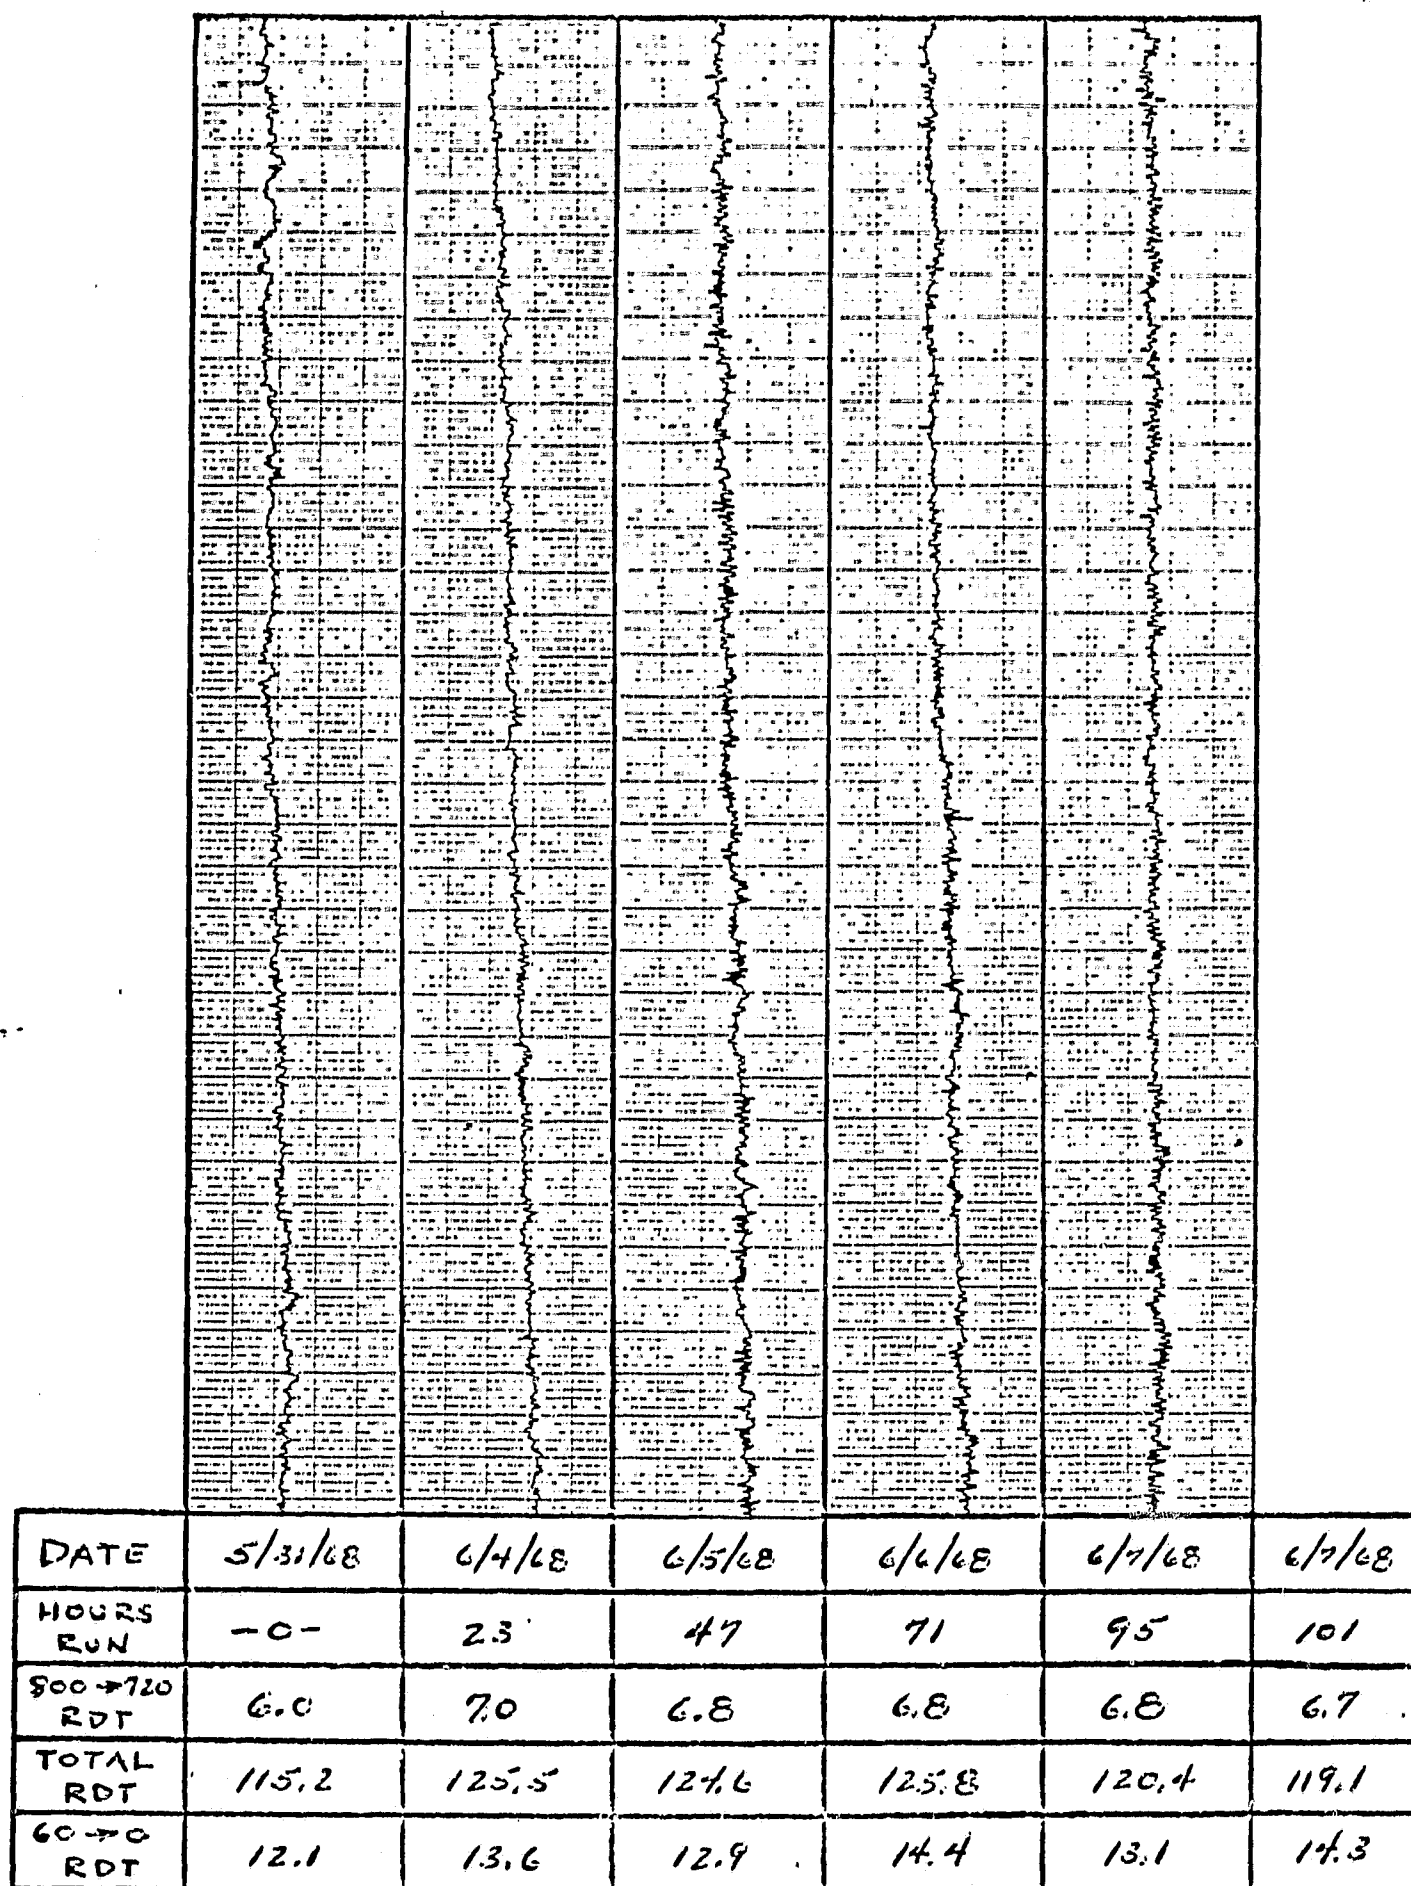 DATE 5/31/68 6/4/68 6/5/68 6/6/68 6/7/68 6/7/68
HOURS
RUN -0- 23 47 71 95 101
800→720
RDT 6.0 7.0 6.8 6.8 6.8 6.7
TOTAL
RDT 115.2 125.5 124.6 125.8 120.4 119.1
60→0
RDT 12.1 13.6 12.9 14.4 13.1 14.3